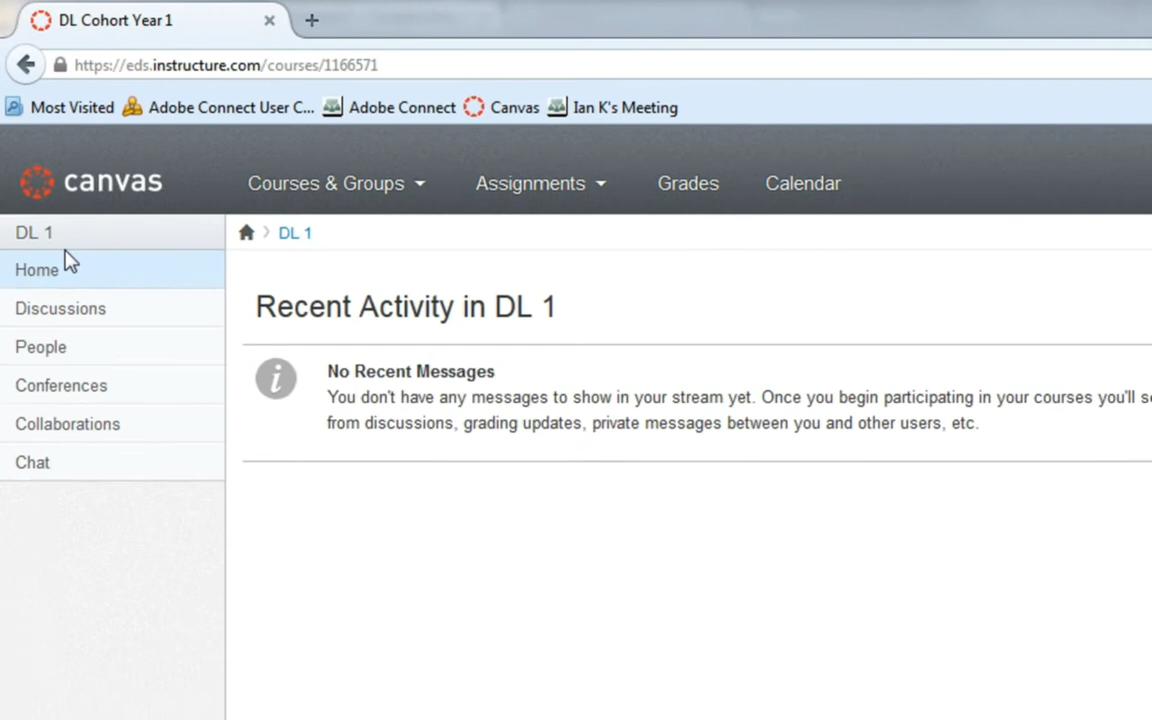 DL Cohort Year 1
https://eds.instructure.com/courses/1166571
Most Visited Adobe Connect User C... Adobe Connect Canvas Ian K's Meeting
canvas Courses & Groups Assignments Grades Calendar
DL 1
DL 1
Home
Discussions
People
Conferences
Collaborations
Chat
Recent Activity in DL 1
No Recent Messages
You don't have any messages to show in your stream yet. Once you begin participating in your courses you'll
from discussions, grading updates, private messages between you and other users, etc.